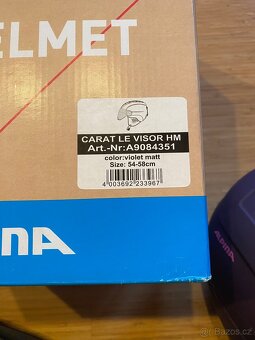 ELMET
CARAT LE VISOR HM
Art.-Nr:A9084351
color:violet matt
Size: 54-58cm
4 003692 233967
INA
ALPINA
©Bazos.cz